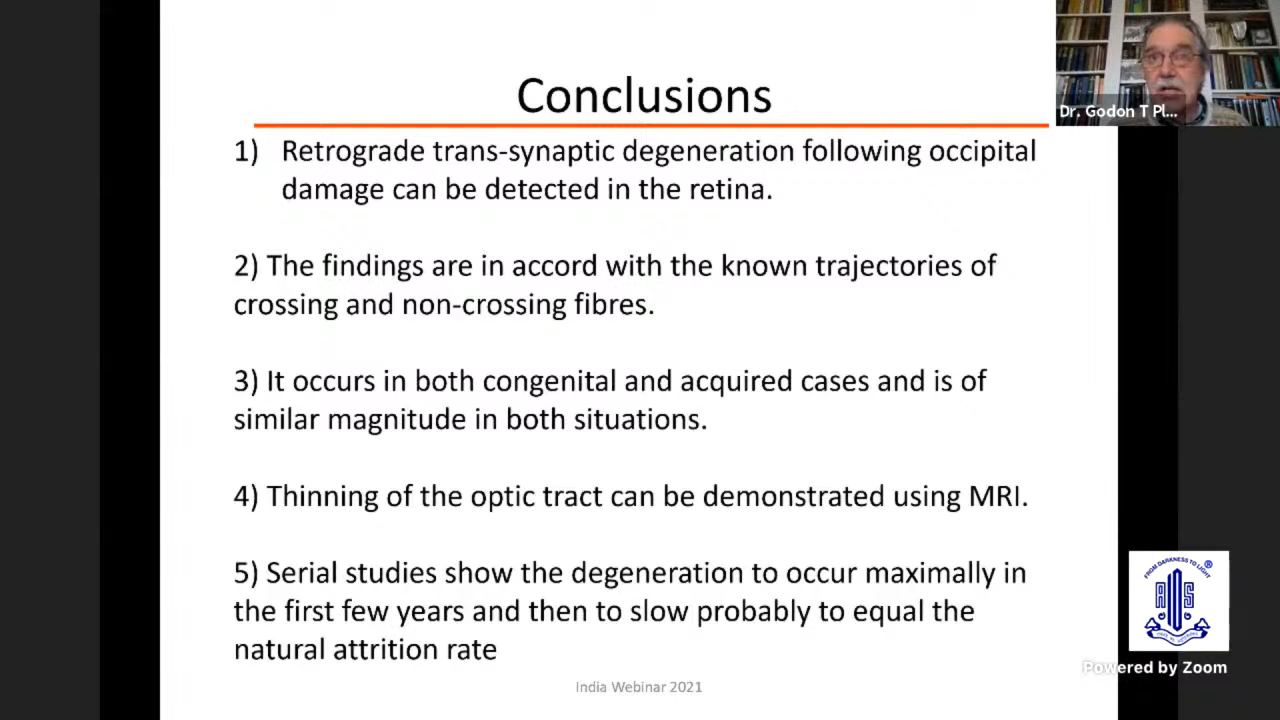 Conclusions
Dr. Godon T Pl...
1) Retrograde trans-synaptic degeneration following occipital
damage can be detected in the retina.
2) The findings are in accord with the known trajectories of
crossing and non-crossing fibres.
3) It occurs in both congenital and acquired cases and is of
similar magnitude in both situations.
4) Thinning of the optic tract can be demonstrated using MRI.
5) Serial studies show the degeneration to occur maximally in
the first few years and then to slow probably to equal the
natural attrition rate
FROM DARKNESS TO LIGHT
®
Powered by Zoom
India Webinar 2021